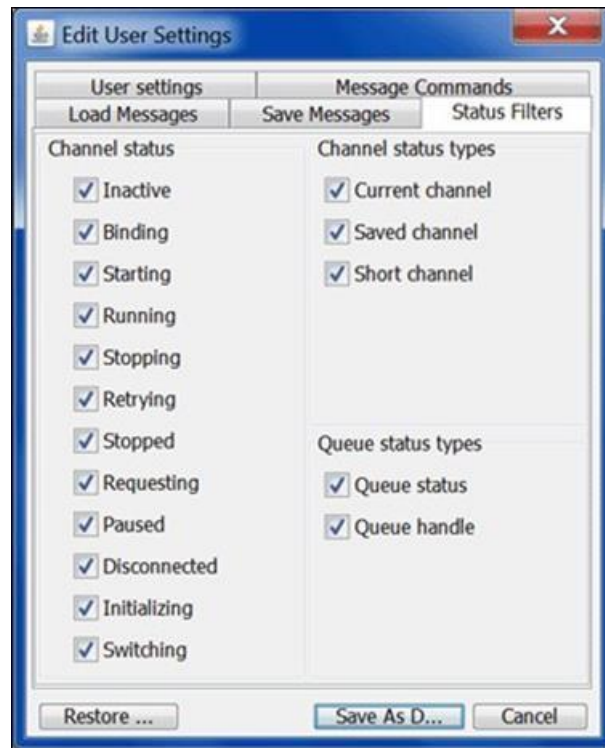 Edit User Settings
User settings
Message Commands
Load Messages
Save Messages
Status Filters
Channel status
Inactive
Binding
Starting
Running
Stopping
Retrying
Stopped
Requesting
Paused
Disconnected
Initializing
Switching
Channel status types
Current channel
Saved channel
Short channel
Queue status types
Queue status
Queue handle
Restore ...
Save As D...
Cancel